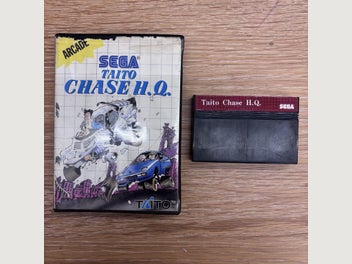 ARCADE
SEGA
TAITO
CHASE H.Q.
TAITO
Taito Chase H.Q.
SEGA